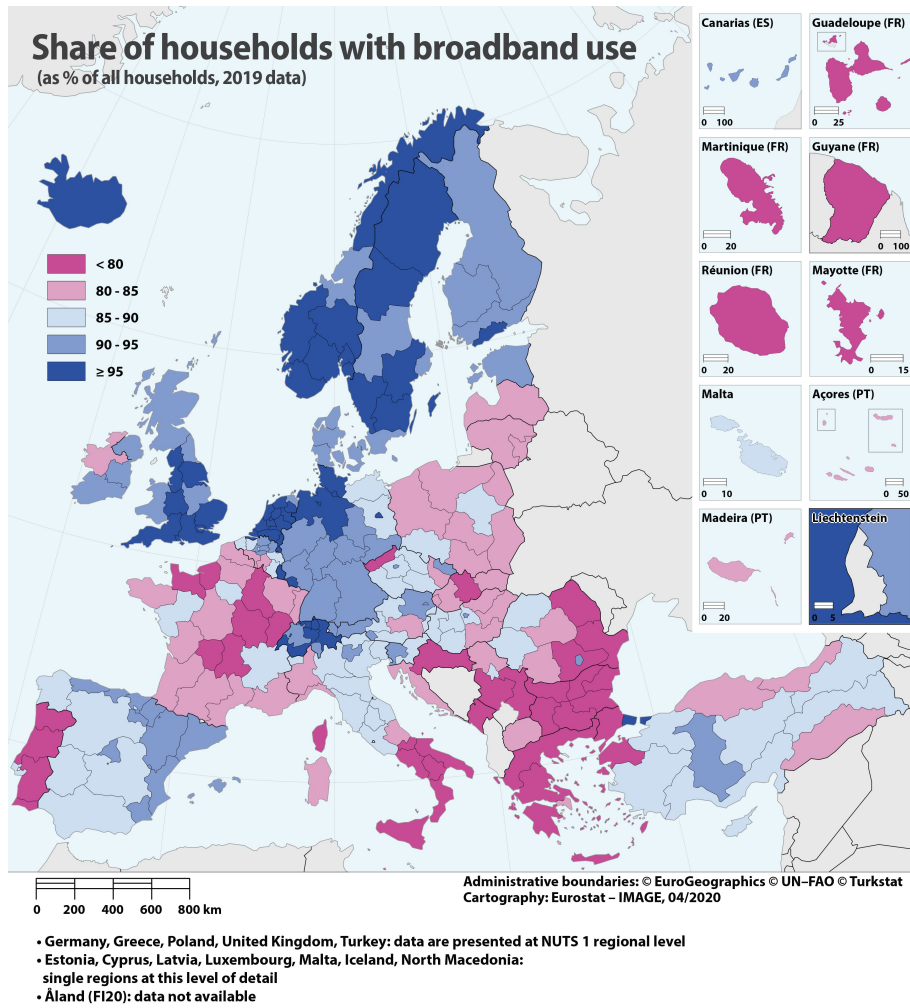 Share of households with broadband use
(as % of all households, 2019 data)
< 80
80 - 85
85 - 90
90 - 95
≥ 95
Canarias (ES)
0 100
Guadeloupe (FR)
0 25
Martinique (FR)
0 20
Guyane (FR)
0 100
Réunion (FR)
0 20
Mayotte (FR)
0 15
Malta
0 10
Açores (PT)
0 50
Madeira (PT)
0 20
Liechtenstein
0 5
0 200 400 600 800 km
Administrative boundaries: © EuroGeographics © UN–FAO © Turkstat
Cartography: Eurostat – IMAGE, 04/2020
• Germany, Greece, Poland, United Kingdom, Turkey: data are presented at NUTS 1 regional level
• Estonia, Cyprus, Latvia, Luxembourg, Malta, Iceland, North Macedonia:
single regions at this level of detail
• Åland (FI20): data not available